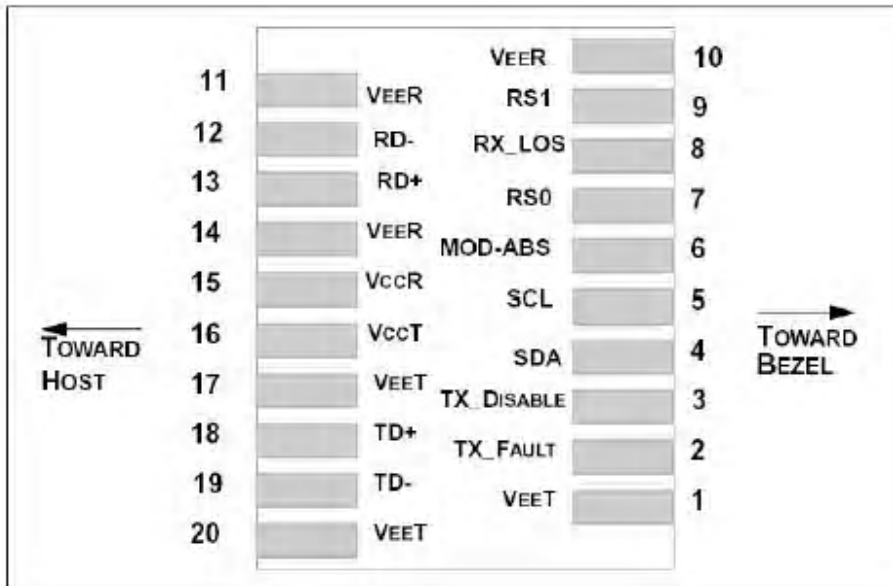 VEER 10
11 VEER
RS1 9
12 RD-
RX_LOS 8
13 RD+
RS0 7
14 VEER
MOD-ABS 6
15 VCCR
SCL 5
16 VCCT
TOWARD
HOST
SDA 4
TOWARD
BEZEL
17 VEET
TX_DISABLE 3
18 TD+
TX_FAULT 2
19 TD-
VEET 1
20 VEET